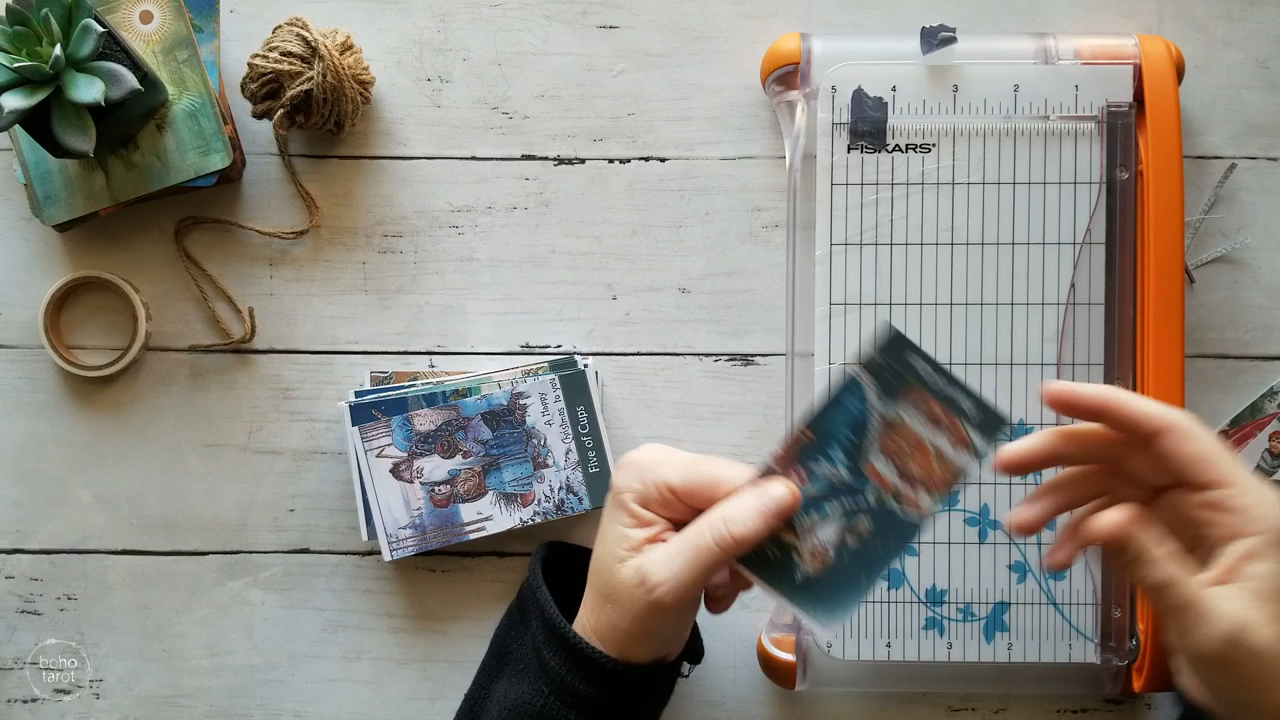 5 4 3 2 1
FISKARS®
A Happy
Christmas to you
Five of Cups
5 4 3 2 1
boho
tarot